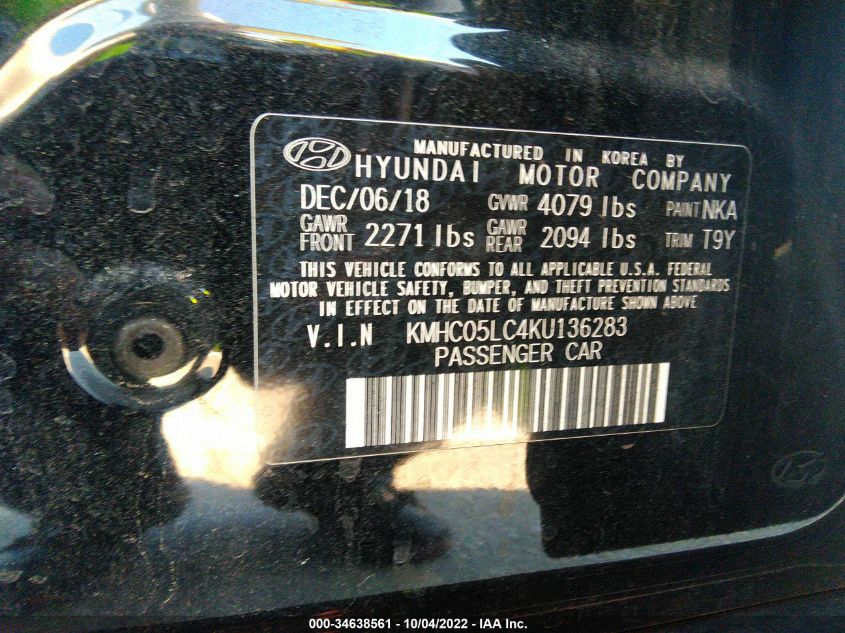 MANUFACTURED IN KOREA BY
HYUNDAI MOTOR COMPANY
DEC/06/18 GVWR 4079 lbs PAINT NKA
GAWR FRONT 2271 lbs GAWR REAR 2094 lbs TRIM T9Y
THIS VEHICLE CONFORMS TO ALL APPLICABLE U.S.A. FEDERAL
MOTOR VEHICLE SAFETY, BUMPER, AND THEFT PREVENTION STANDARDS
IN EFFECT ON THE DATE OF MANUFACTURE SHOWN ABOVE
V.I.N KMHC05LC4KU136283
PASSENGER CAR
000-34638561 - 10/04/2022 - IAA Inc.